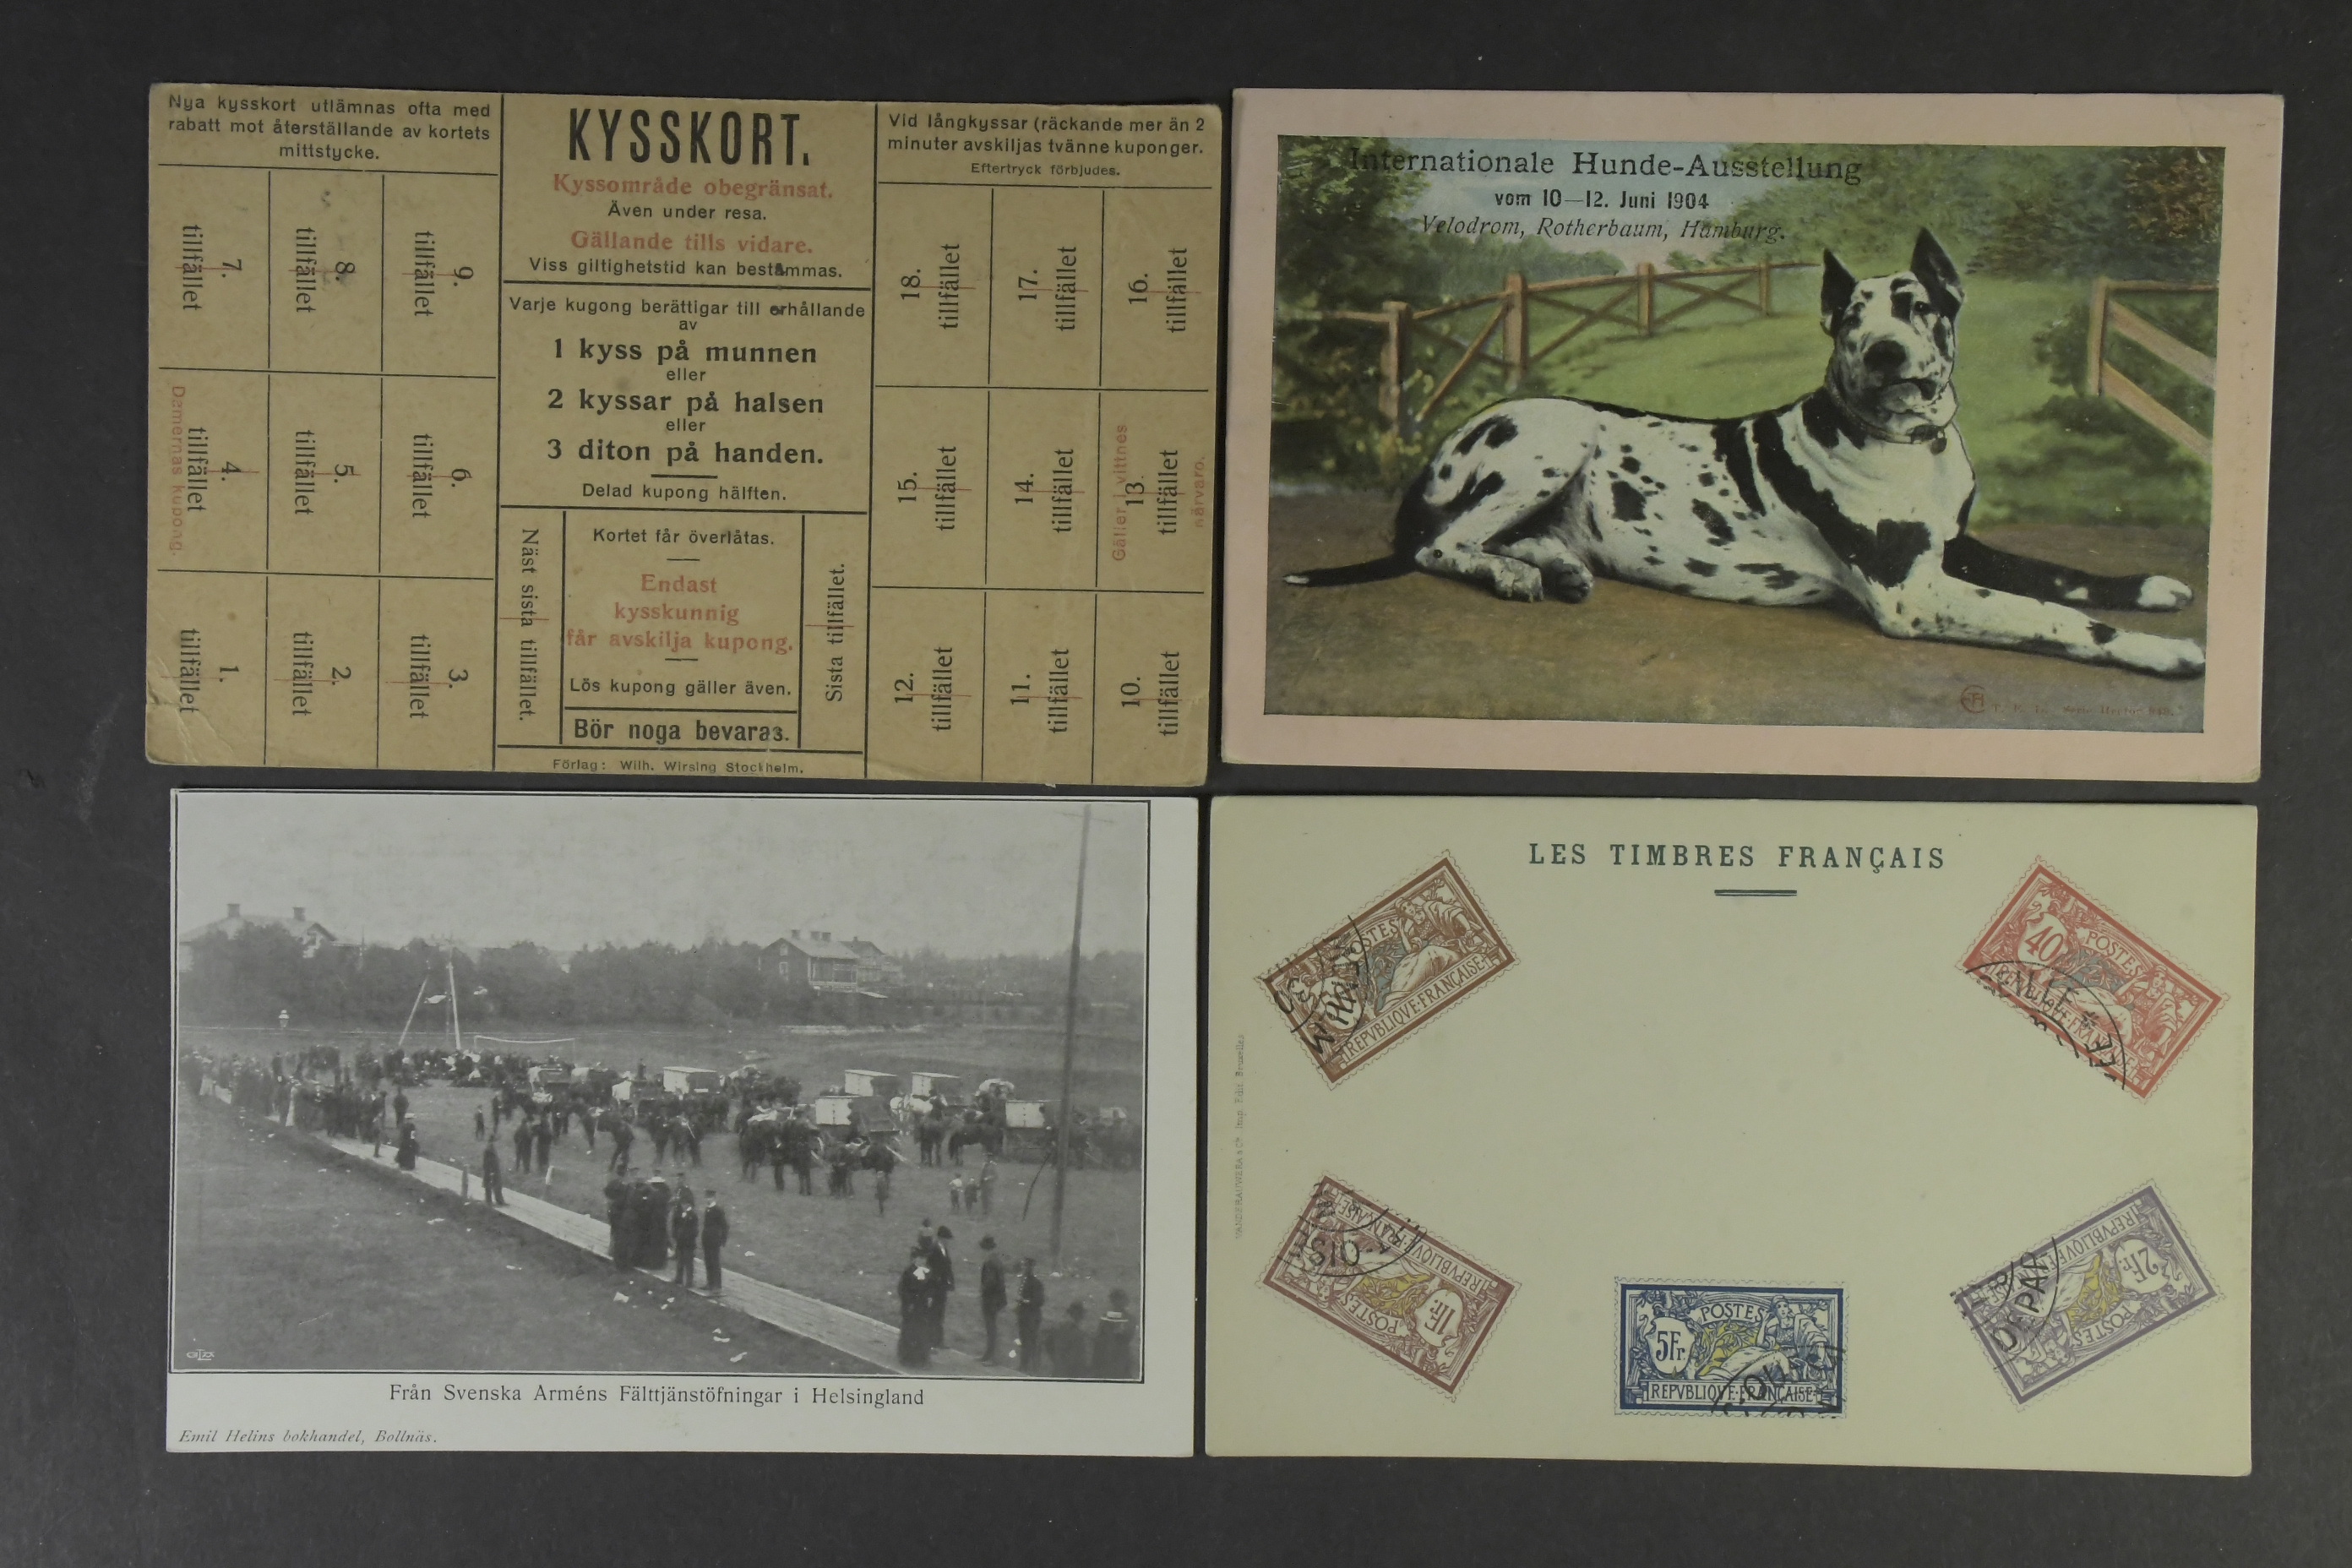 Nya kysskort utlämnas ofta med
rabatt mot återställande av kortets
mittstycke.
7.
tillfället
8.
tillfället
9.
tillfället
Damernas kupong.
4.
tillfället
5.
tillfället
6.
tillfället
1.
tillfället
2.
tillfället
3.
tillfället
KYSSKORT.
Kyssområde obegränsat.
Även under resa.
Gällande tills vidare.
Viss giltighetstid kan bestämmas.
Varje kugong berättigar till erhållande
av
1 kyss på munnen
eller
2 kyssar på halsen
eller
3 diton på handen.
Delad kupong hälften.
Näst sista tillfället.
Kortet får överlåtas.
Endast
kysskunnig
får avskilja kupong.
Lös kupong gäller även.
Bör noga bevaras.
Sista tillfället.
Förlag: Wilh. Wirsing Stockholm.
Vid långkyssar (räckande mer än 2
minuter avskiljas tvänne kuponger.
Eftertryck förbjudes.
18.
tillfället
17.
tillfället
16.
tillfället
15.
tillfället
14.
tillfället
Gäller i vittnes
13.
tillfället
närvaro.
12.
tillfället
11.
tillfället
10.
tillfället
Internationale Hunde-Ausstellung
vom 10—12. Juni 1904
Velodrom, Rotherbaum, Hamburg.
Från Svenska Arméns Fälttjänstöfningar i Helsingland
Emil Helins bokhandel, Bollnäs.
LES TIMBRES FRANÇAIS
POSTES
REPVBLIQVE·FRANÇAISE
40
POSTES
1Fr.
POSTES
REPVBLIQVE·FRANÇAISE
5Fr
POSTES
REPVBLIQVE·FRANÇAISE
2Fr.
POSTES
REPVBLIQVE